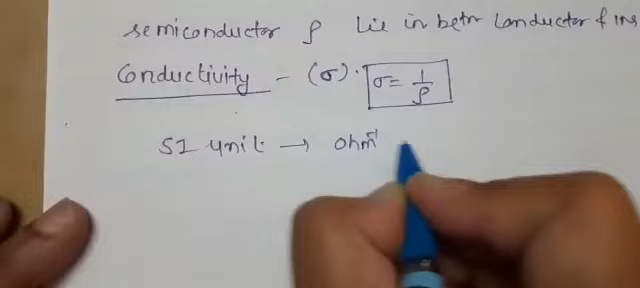 semiconductor ρ Lie in betn conductor & ins
Conductivity - (σ). σ = 1/ρ
SI unit → ohm⁻¹